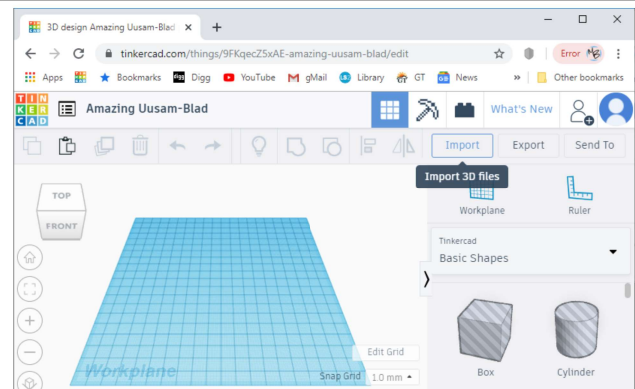 3D design Amazing Uusam-Blad
tinkercad.com/things/9FKqecZ5xAE-amazing-uusam-blad/edit
Error
Apps
Bookmarks
digg Digg
YouTube
gMail
Library
GT
News
»
Other bookmarks
TIN
KER
CAD
Amazing Uusam-Blad
What's New
Import
Export
Send To
Import 3D files
TOP
FRONT
Workplane
Ruler
Tinkercad
Basic Shapes
Box
Cylinder
Workplane
Edit Grid
Snap Grid 1.0 mm